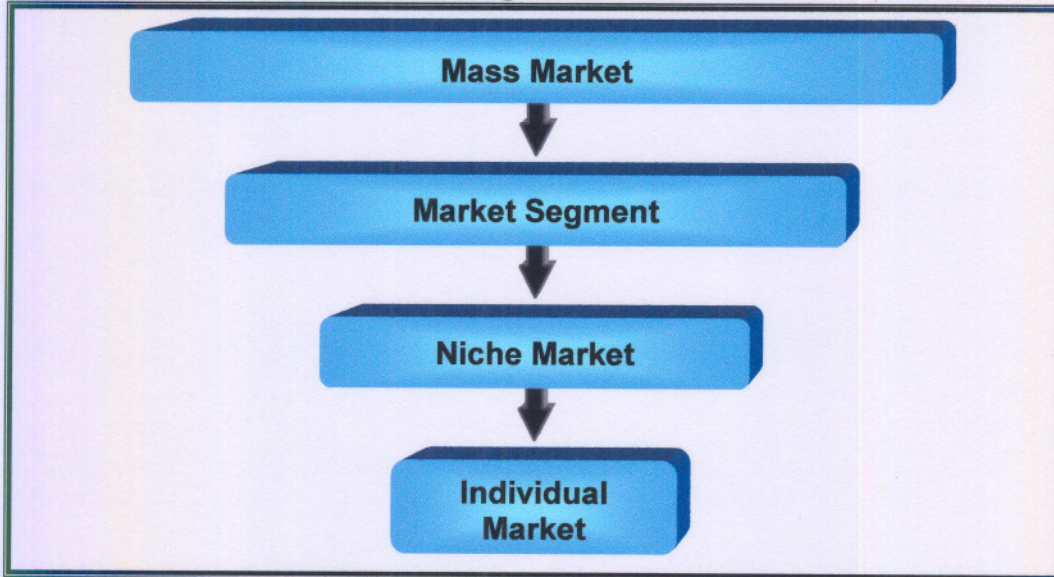 Mass Market
Market Segment
Niche Market
Individual
Market